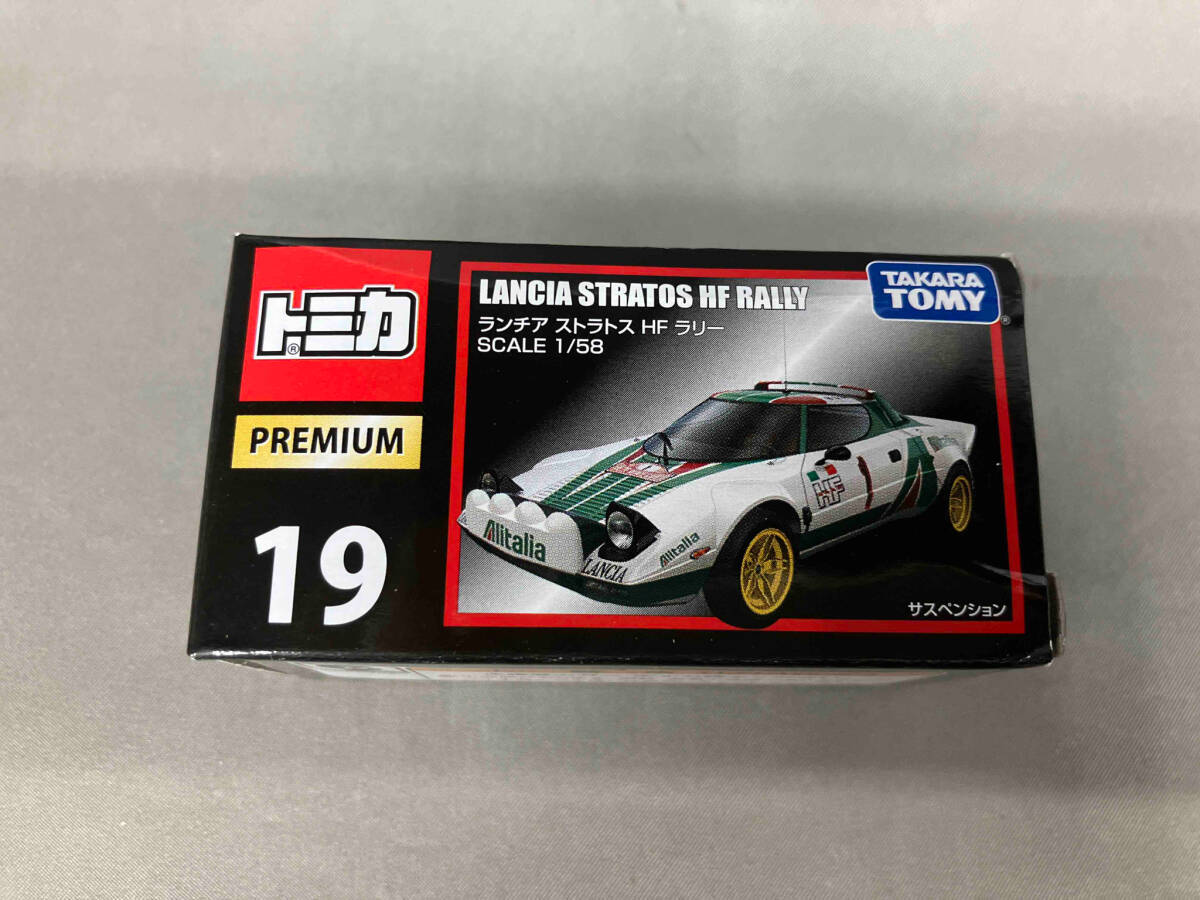 トミカ
®
PREMIUM
19
LANCIA STRATOS HF RALLY
ランチア ストラトス HF ラリー
SCALE 1/58
TAKARA
TOMY
®
Alitalia
LANCIA
Alitalia
HF
1
Alitalia
サスペンション